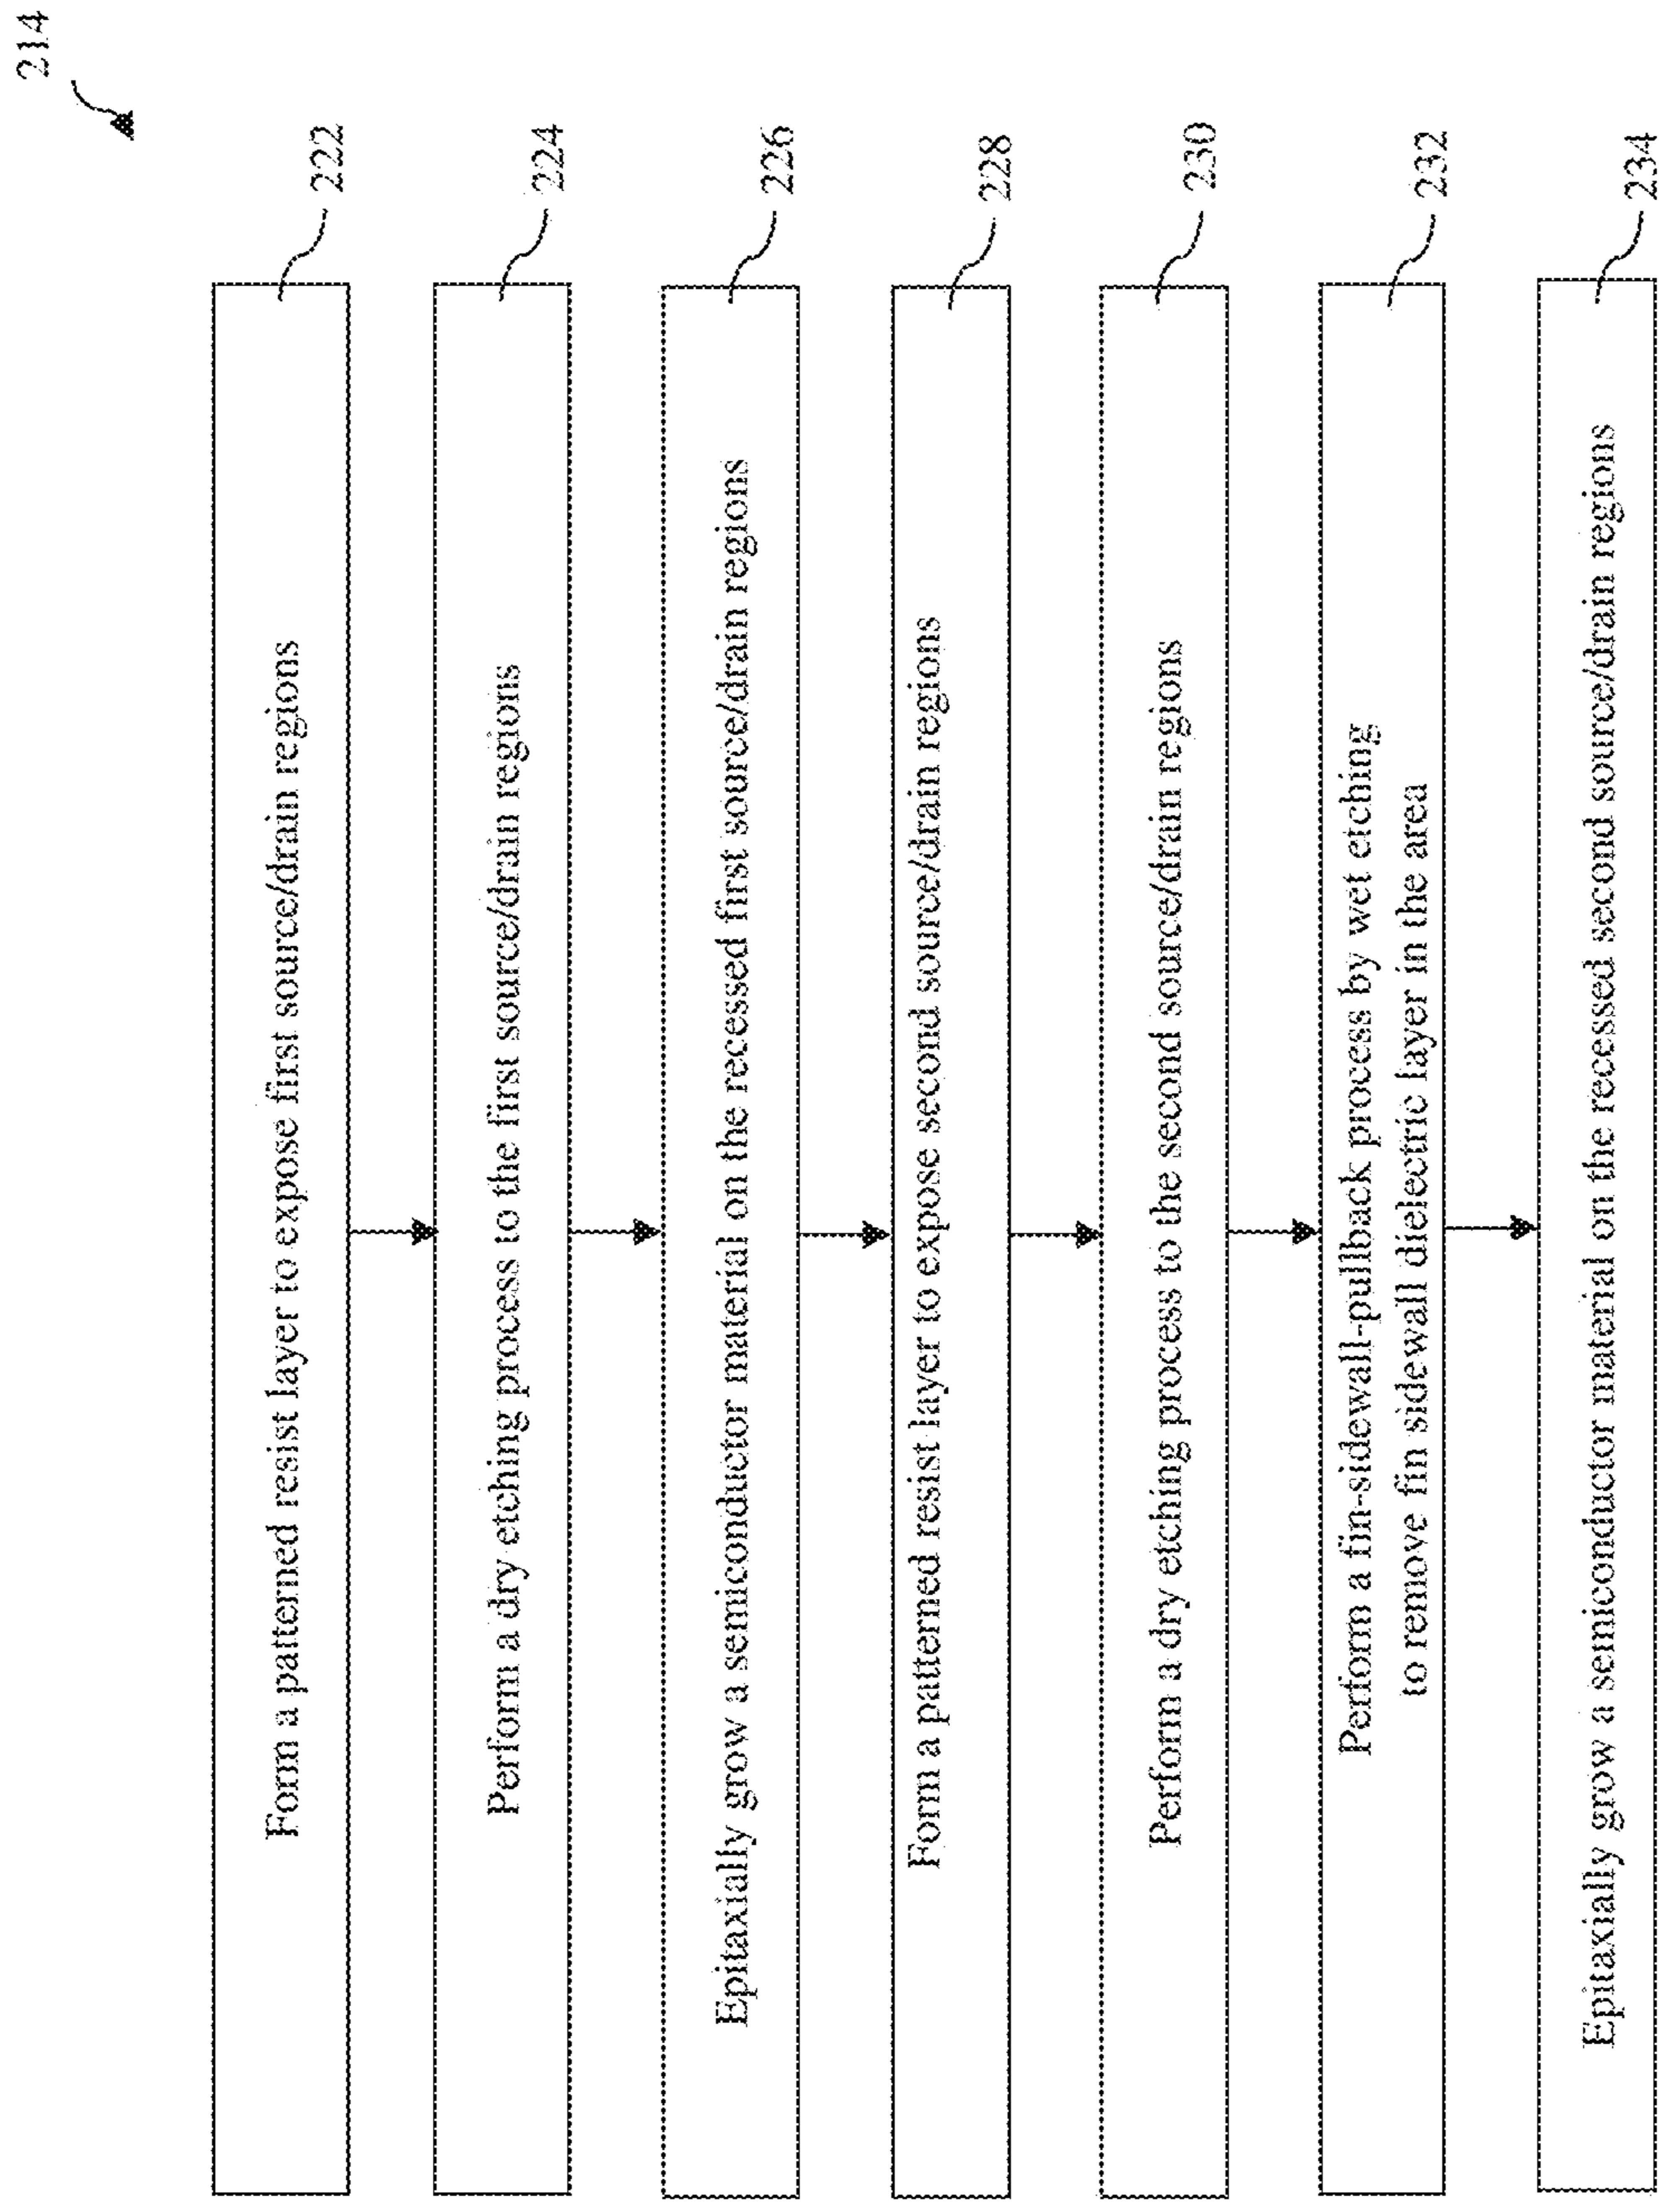 214
Form a patterned resist layer to expose first source/drain regions
222
Perform a dry etching process to the first source/drain regions
224
Epitaxially grow a semiconductor material on the recessed first source/drain regions
226
Form a patterned resist layer to expose second source/drain regions
228
Perform a dry etching process to the second source/drain regions
230
Perform a fin-sidewall-pullback process by wet etching
to remove fin sidewall dielectric layer in the area
232
Epitaxially grow a semiconductor material on the recessed second source/drain regions
234